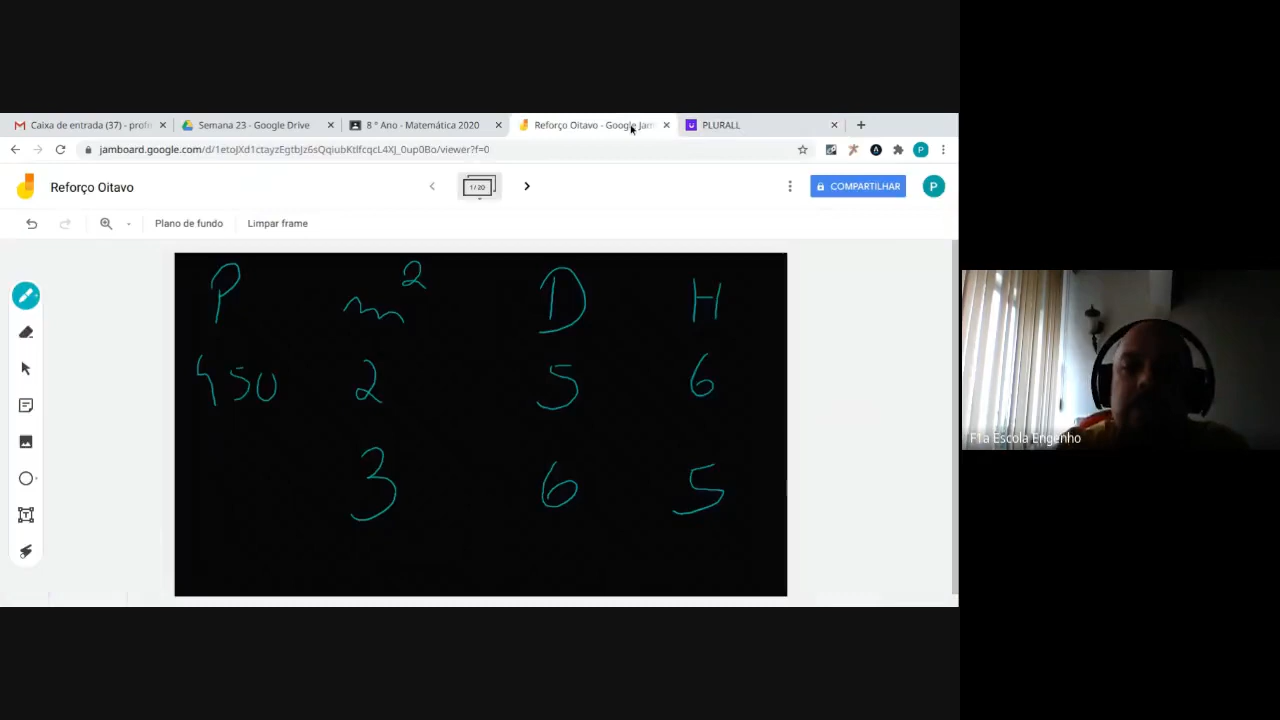 Caixa de entrada (37) - profe
Semana 23 - Google Drive
8 º Ano - Matemática 2020
Reforço Oitavo - Google Jam
PLURALL
jamboard.google.com/d/1etoJXd1ctayzEgtbJz6sQqiubKtlfcqcL4XJ_0up0Bo/viewer?f=0
P
Reforço Oitavo
1 / 20
COMPARTILHAR
P
Plano de fundo
Limpar frame
P m² D H
450 2 5 6
3 6 5
F1a Escola Engenho